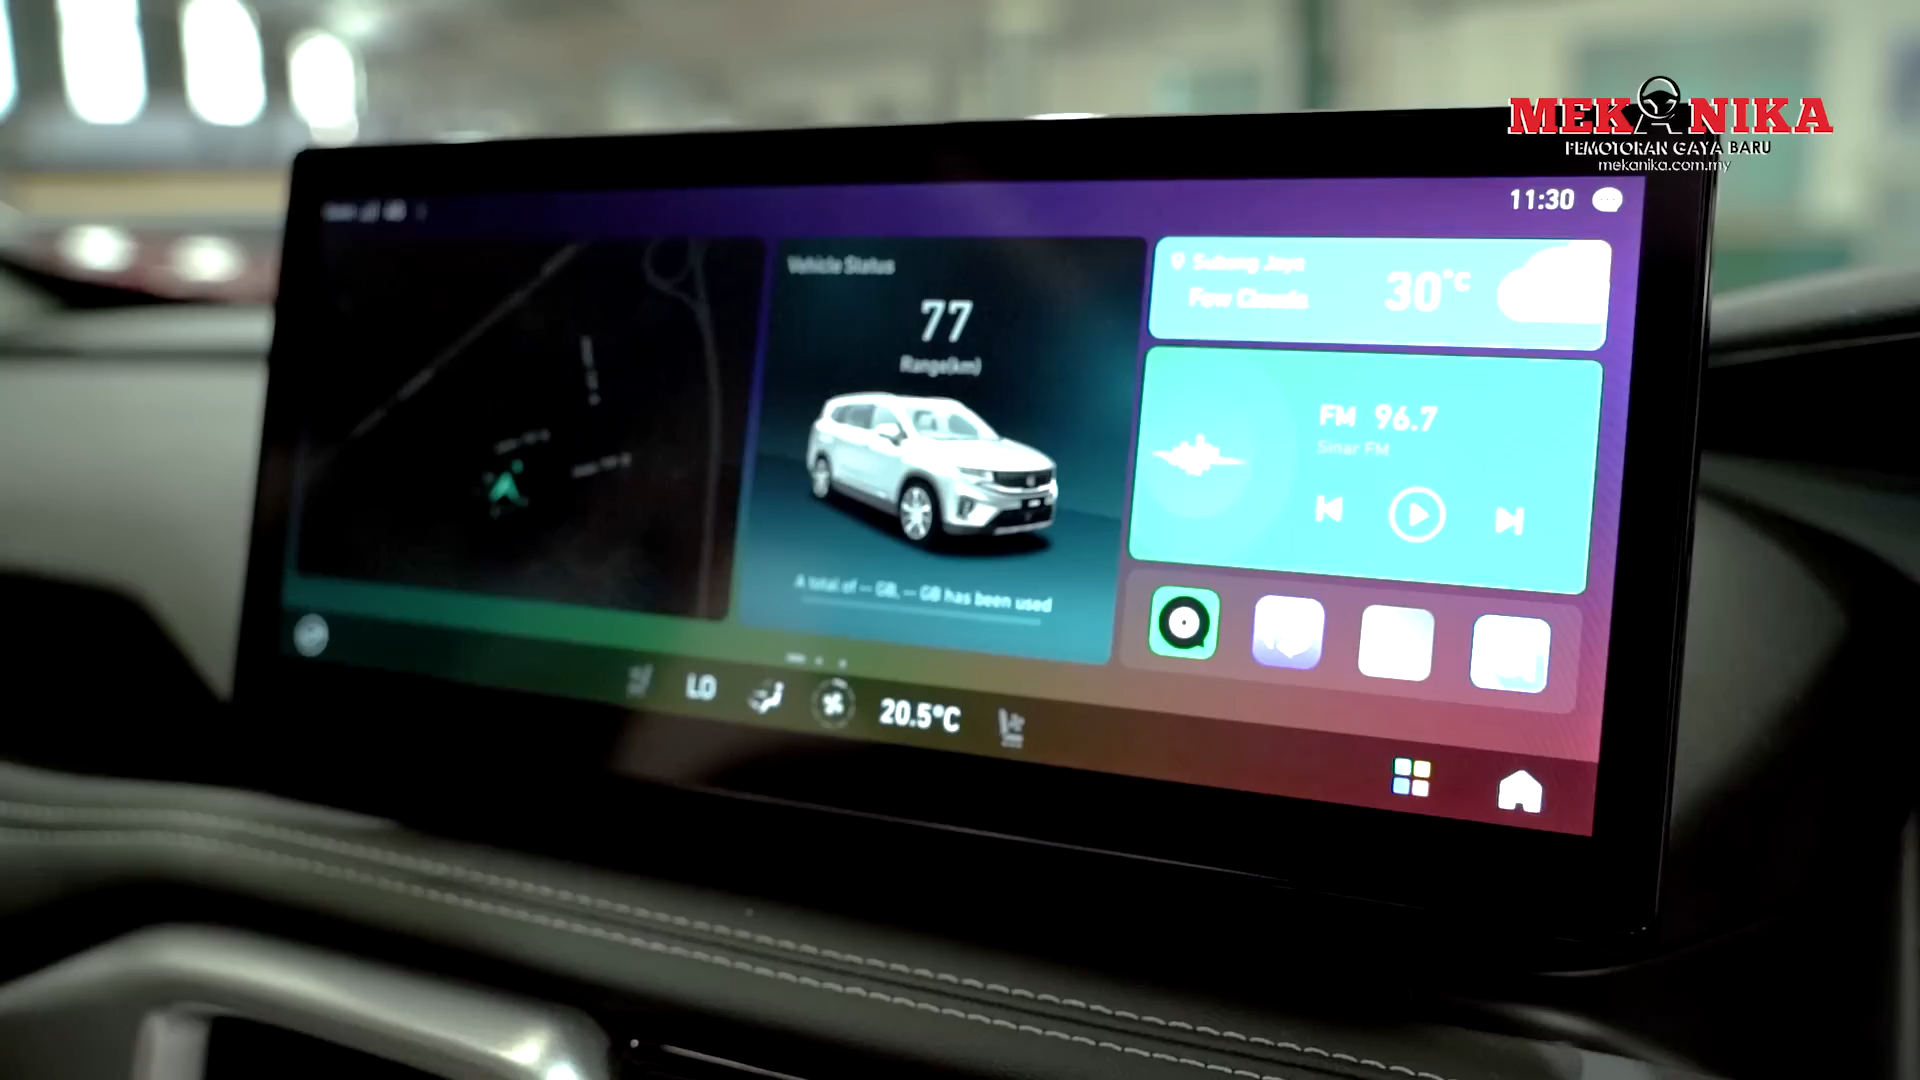 MEKANIKA
PEMOTORAN GAYA BARU
mekanika.com.my
11:30
Vehicle Status
77
Range(km)
A total of -- GB, -- GB has been used
Subang Jaya
Few Clouds
30°C
FM 96.7
Sinar FM
LO
20.5°C